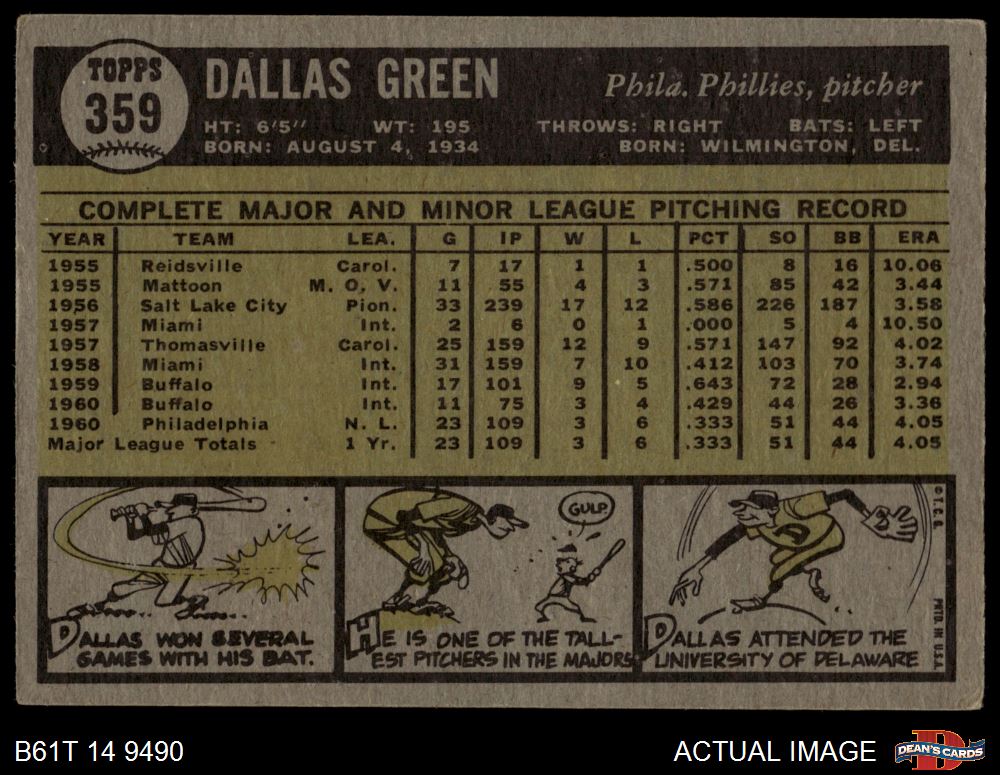 TOPPS
359
DALLAS GREEN
Phila. Phillies, pitcher
HT: 6'5" WT: 195 THROWS: RIGHT BATS: LEFT
BORN: AUGUST 4, 1934 BORN: WILMINGTON, DEL.
COMPLETE MAJOR AND MINOR LEAGUE PITCHING RECORD
YEAR TEAM LEA. G IP W L PCT SO BB ERA
1955 Reidsville Carol. 7 17 1 1 .500 8 16 10.06
1955 Mattoon M. O. V. 11 55 4 3 .571 85 42 3.44
1956 Salt Lake City Pion. 33 239 17 12 .586 226 187 3.58
1957 Miami Int. 2 6 0 1 .000 5 4 10.50
1957 Thomasville Carol. 25 159 12 9 .571 147 92 4.02
1958 Miami Int. 31 159 7 10 .412 103 70 3.74
1959 Buffalo Int. 17 101 9 5 .643 72 28 2.94
1960 Buffalo Int. 11 75 3 4 .429 44 26 3.36
1960 Philadelphia N. L. 23 109 3 6 .333 51 44 4.05
Major League Totals 1 Yr. 23 109 3 6 .333 51 44 4.05
DALLAS WON SEVERAL
GAMES WITH HIS BAT.
GULP
HE IS ONE OF THE TALL-
EST PITCHERS IN THE MAJORS
DALLAS ATTENDED THE
UNIVERSITY OF DELAWARE
© T.C.G.
PRTD. IN U.S.A.
B61T 14 9490
ACTUAL IMAGE
D
DEAN'S CARDS